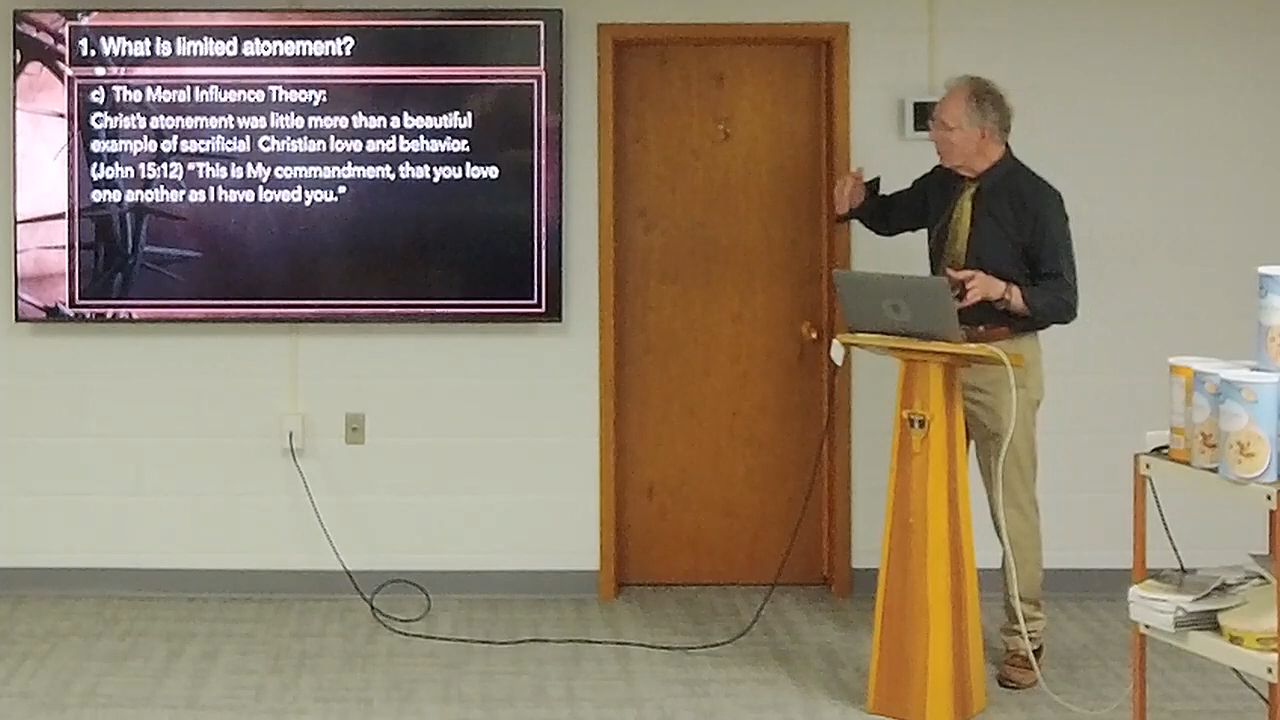 1. What is limited atonement?
c) The Moral Influence Theory:
Christ's atonement was little more than a beautiful
example of sacrificial Christian love and behavior.
(John 15:12) "This is My commandment, that you love
one another as I have loved you."